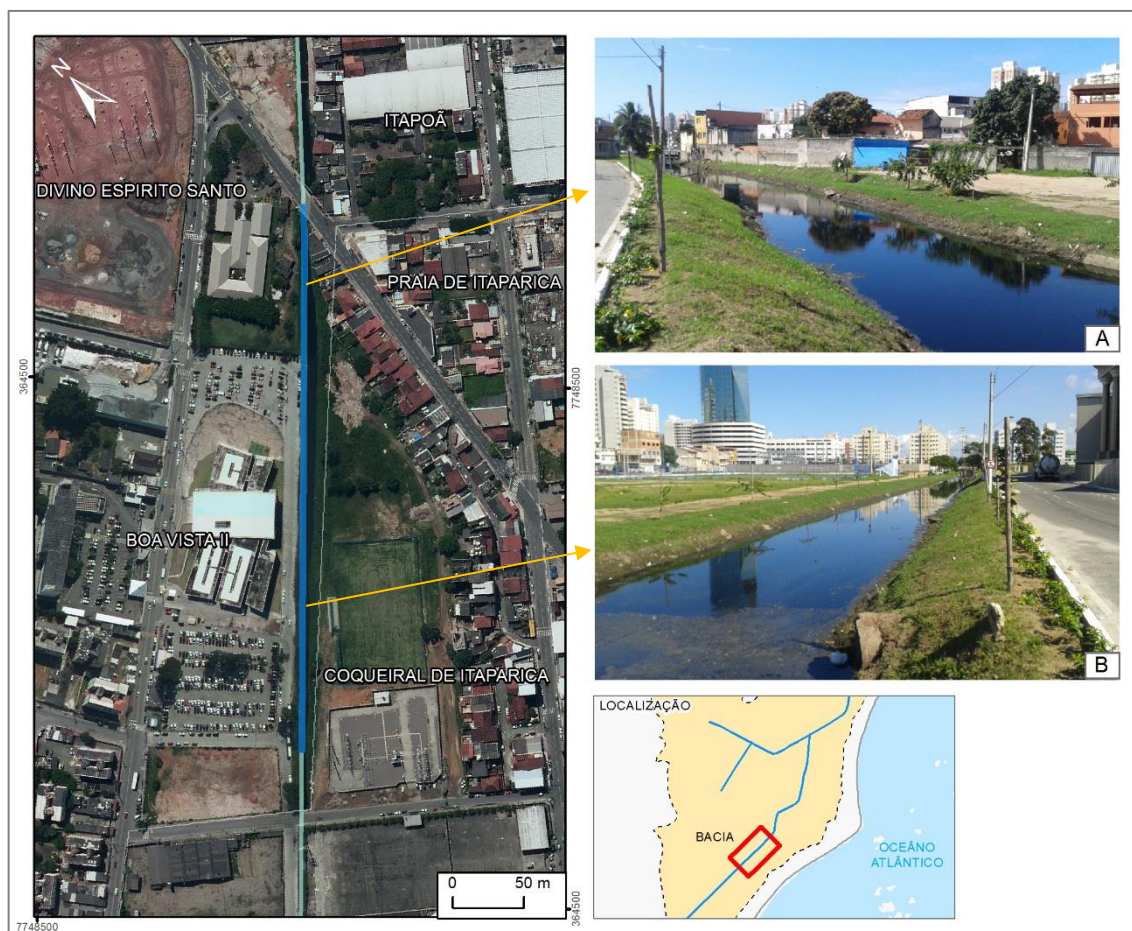 N
ITAPOÃ
DIVINO ESPIRITO SANTO
PRAIA DE ITAPARICA
BOA VISTA II
COQUEIRAL DE ITAPARICA
0 50 m
364500
7748500
7748500
364500
A
B
LOCALIZAÇÃO
BACIA
OCEÂNO
ATLÂNTICO